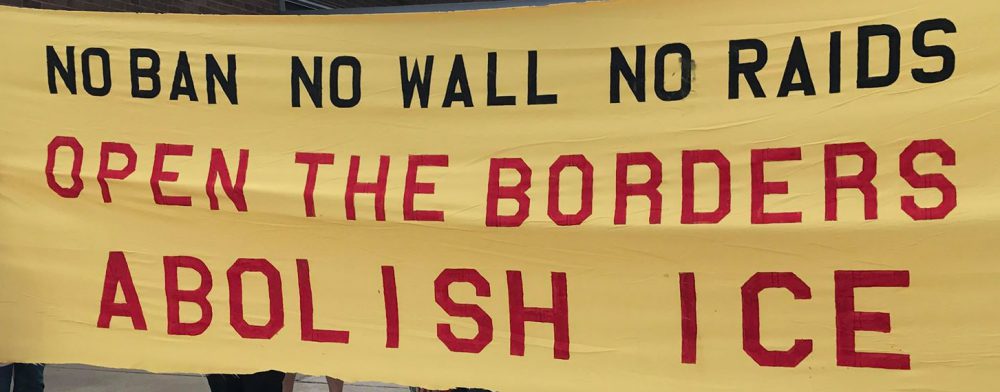 NO BAN NO WALL NO RAIDS
OPEN THE BORDERS
ABOLISH ICE